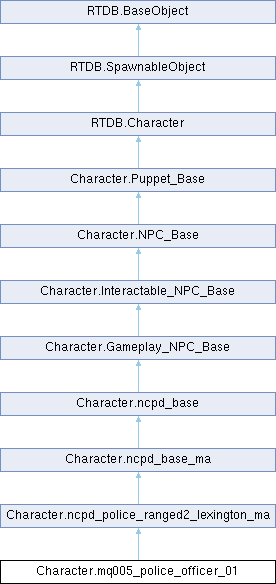 RTDB.BaseObject
RTDB.SpawnableObject
RTDB.Character
Character.Puppet_Base
Character.NPC_Base
Character.Interactable_NPC_Base
Character.Gameplay_NPC_Base
Character.ncpd_base
Character.ncpd_base_ma
Character.ncpd_police_ranged2_lexington_ma
Character.mq005_police_officer_01